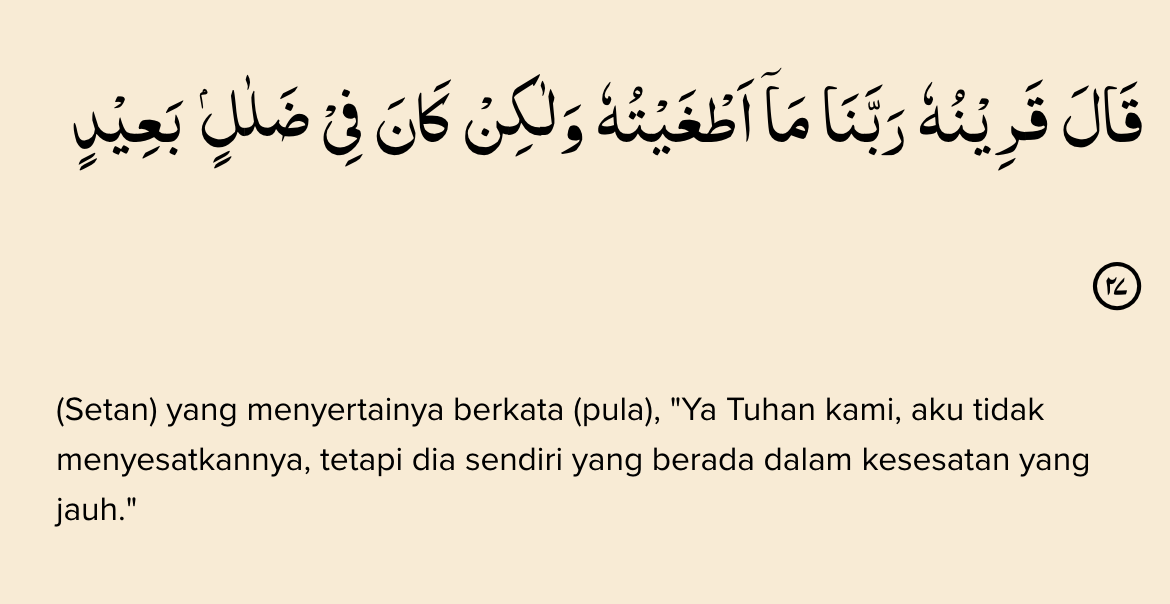 قَالَ قَرِيْنُهٗ رَبَّنَا مَآ اَطْغَيْتُهٗ وَلٰكِنْ كَانَ فِيْ ضَلٰلٍۢ بَعِيْدٍ
٢٧
(Setan) yang menyertainya berkata (pula), "Ya Tuhan kami, aku tidak
menyesatkannya, tetapi dia sendiri yang berada dalam kesesatan yang
jauh."